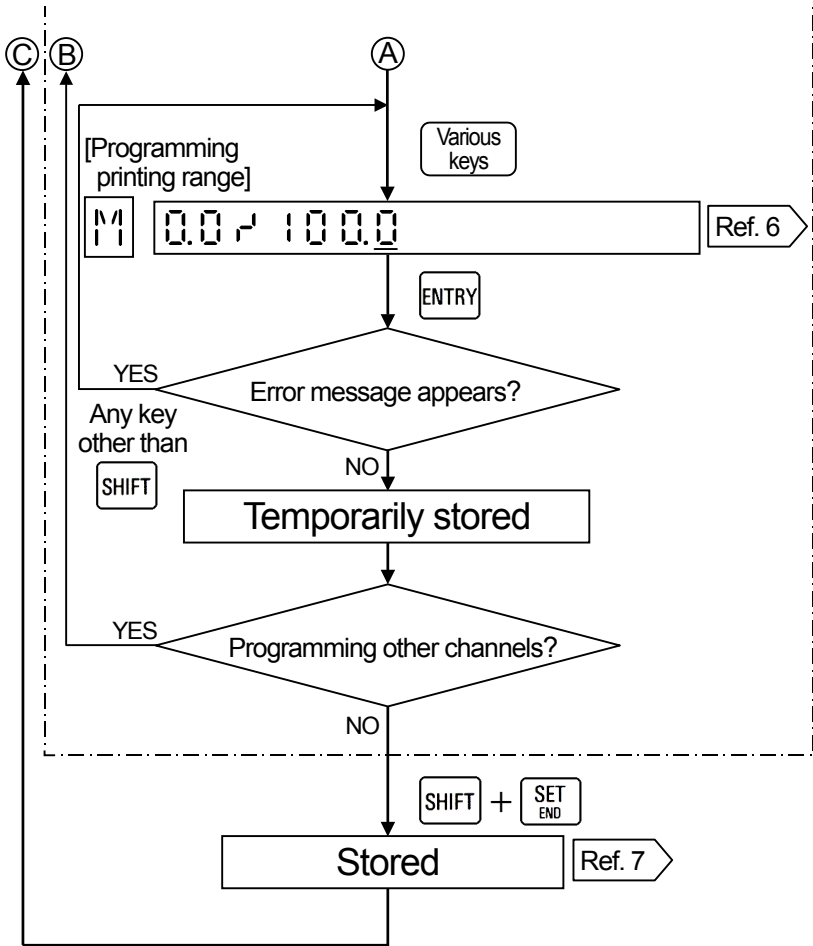 C B A
Various
keys
[Programming
printing range]
M 0.0 ~ 100.0
Ref. 6
ENTRY
YES
Error message appears?
Any key
other than
SHIFT
NO
Temporarily stored
YES
Programming other channels?
NO
SHIFT + SET
END
Stored
Ref. 7